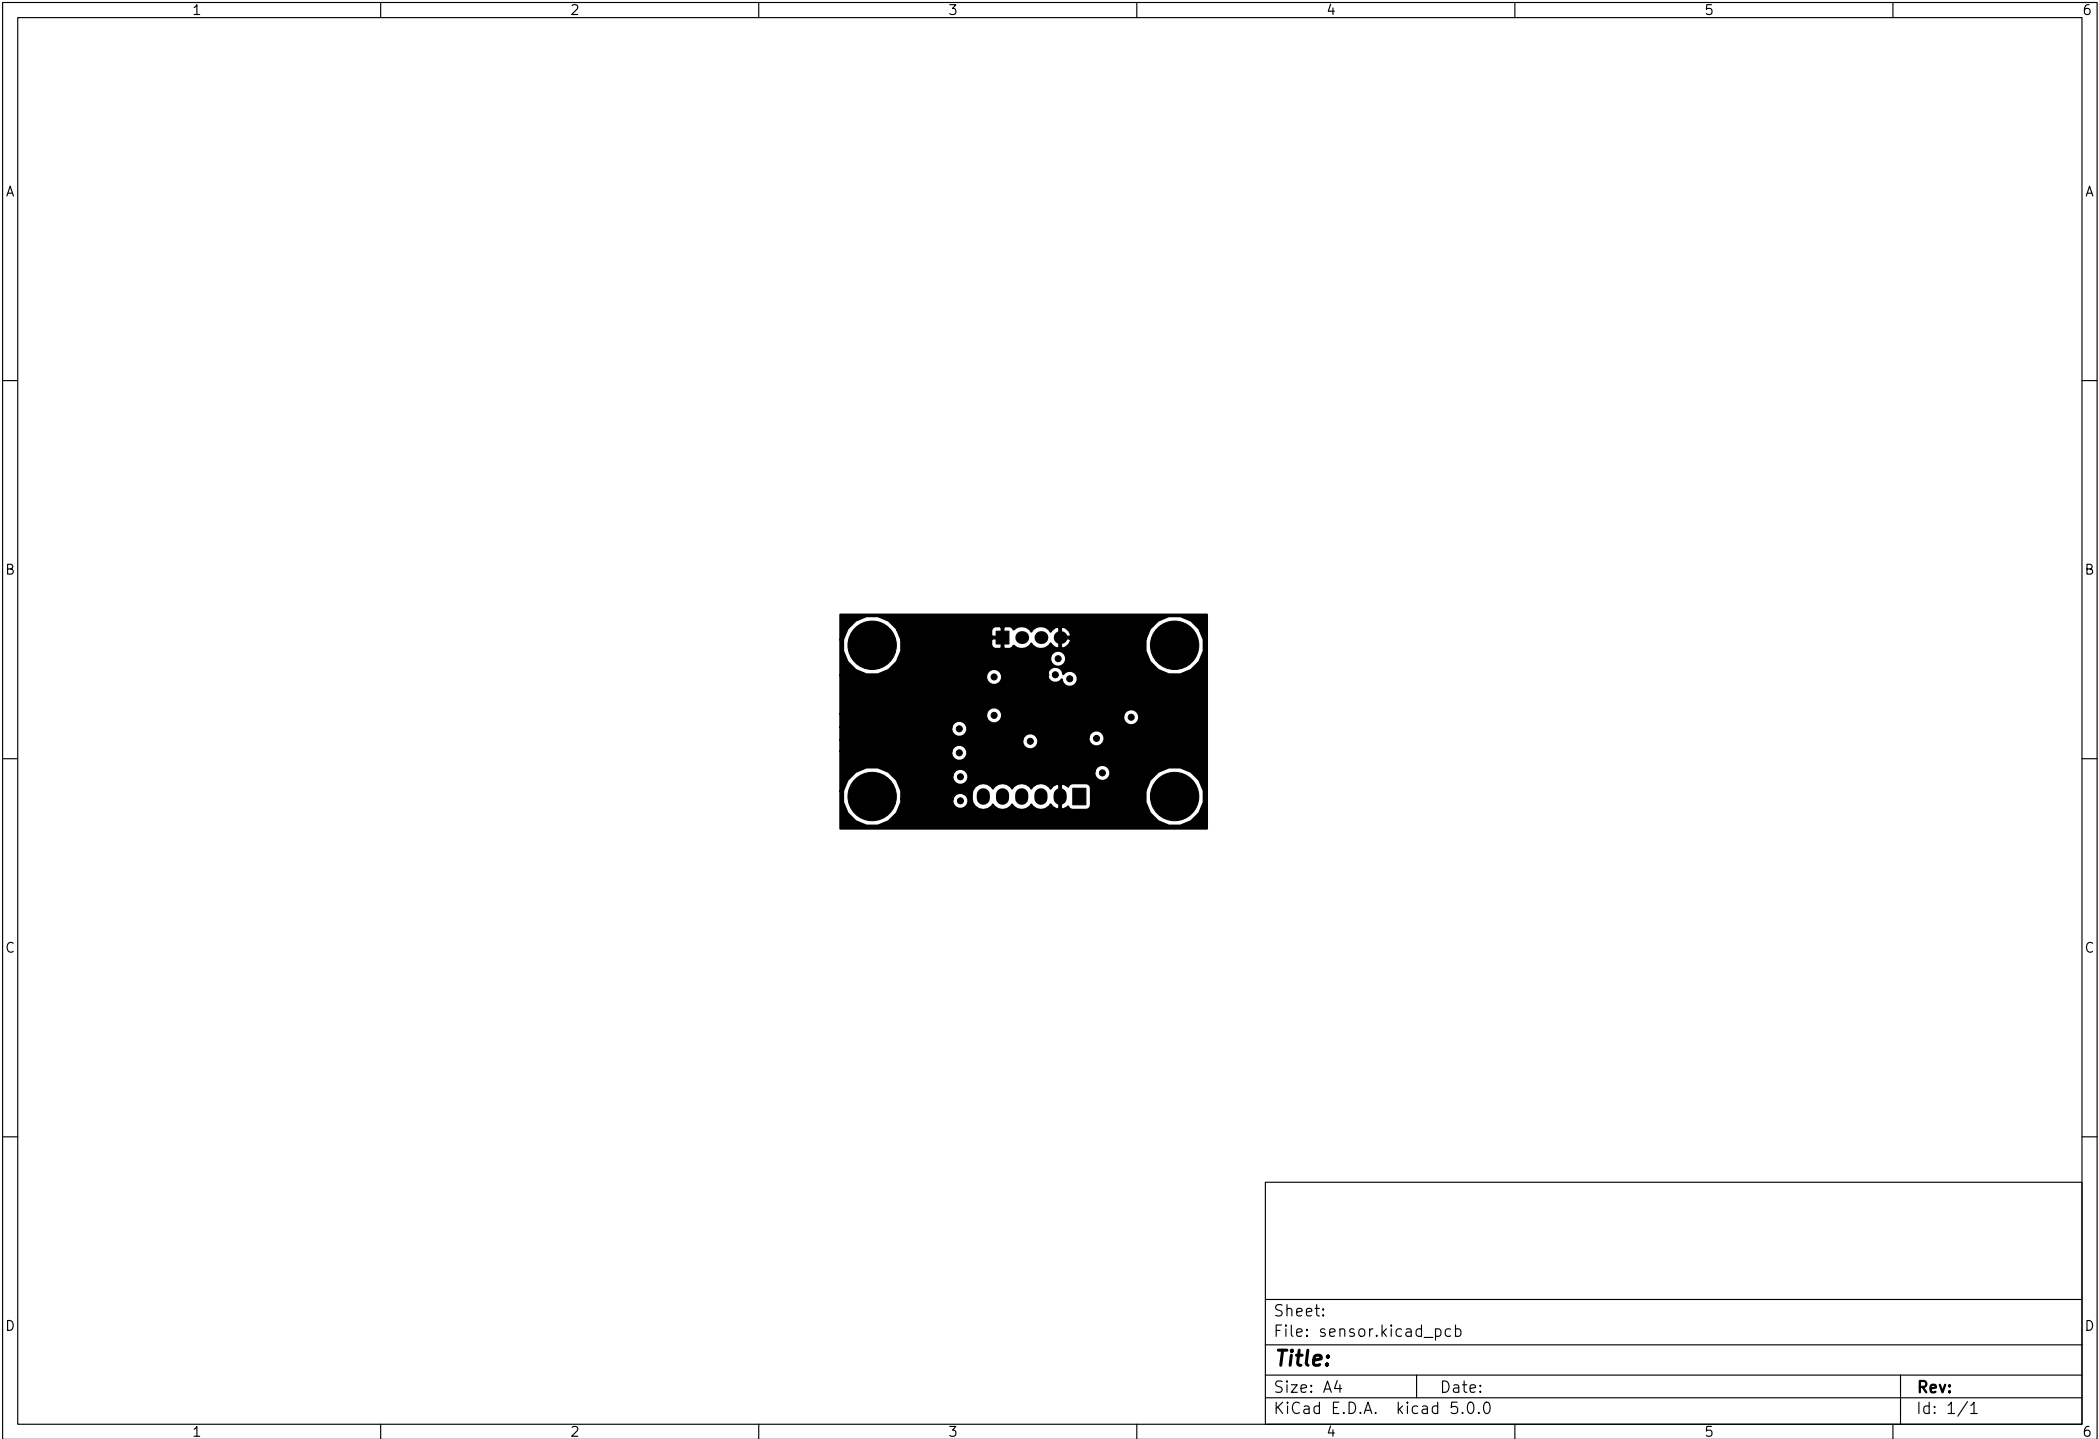 1 2 3 4 5 6
A A
B B
C C
D D
Sheet:
File: sensor.kicad_pcb
Title:
Size: A4 Date: Rev:
KiCad E.D.A. kicad 5.0.0 Id: 1/1
1 2 3 4 5 6